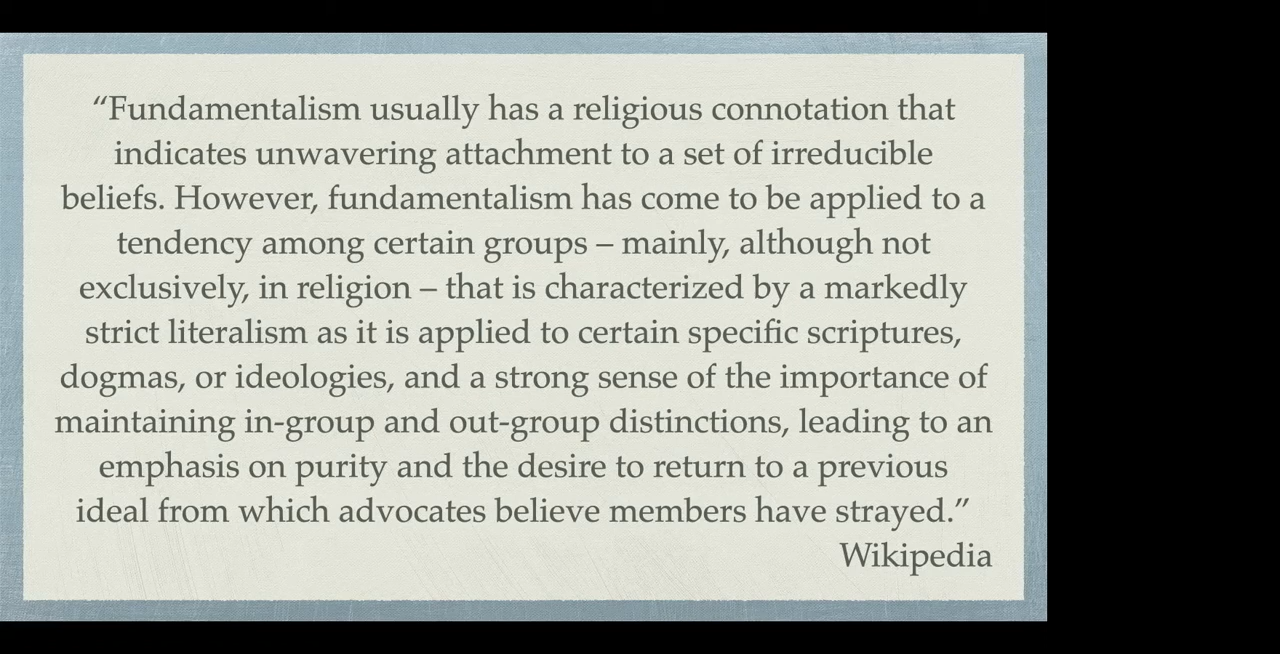 “Fundamentalism usually has a religious connotation that
indicates unwavering attachment to a set of irreducible
beliefs. However, fundamentalism has come to be applied to a
tendency among certain groups – mainly, although not
exclusively, in religion – that is characterized by a markedly
strict literalism as it is applied to certain specific scriptures,
dogmas, or ideologies, and a strong sense of the importance of
maintaining in-group and out-group distinctions, leading to an
emphasis on purity and the desire to return to a previous
ideal from which advocates believe members have strayed.”
Wikipedia